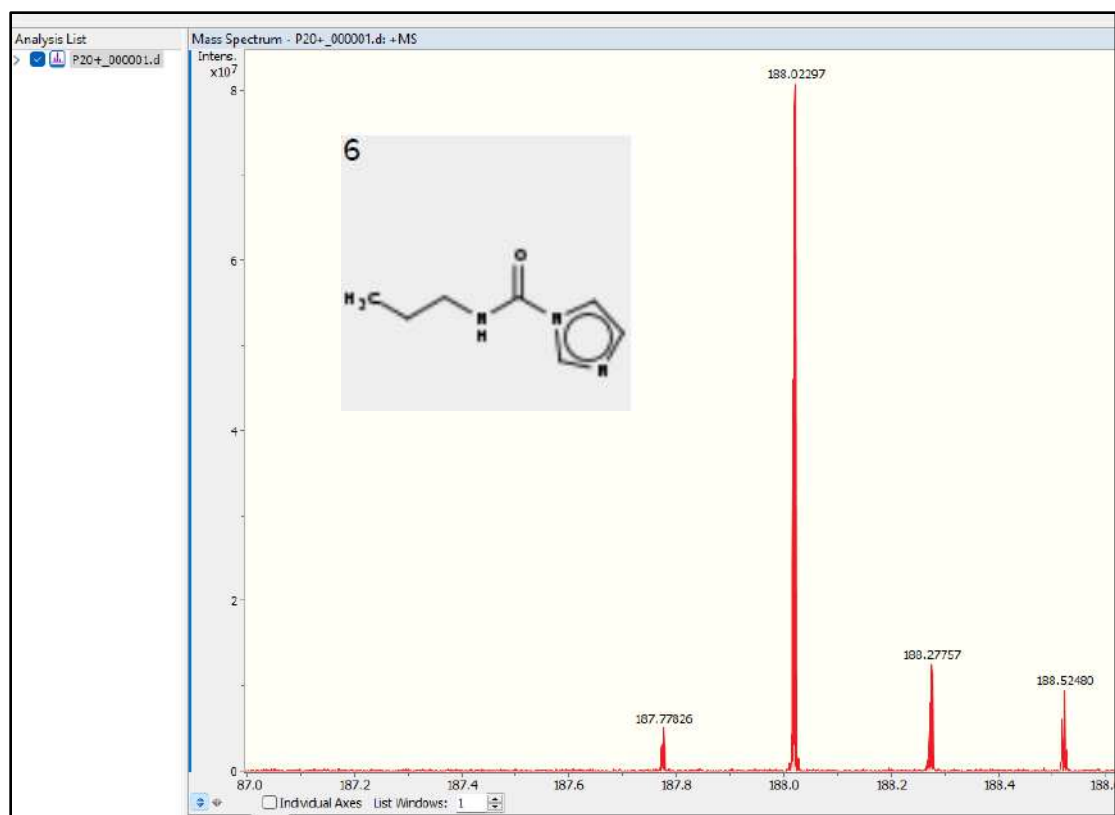 Analysis List
P20+_000001.d
Mass Spectrum - P20+_000001.d: +MS
Intens.
x10⁷
8
6
4
2
0
188.02297
188.27757
188.52480
187.77826
6
O
H₃C
N
H
N
N
87.0
187.2
187.4
187.6
187.8
188.0
188.2
188.4
188.
Individual Axes List Windows: 1